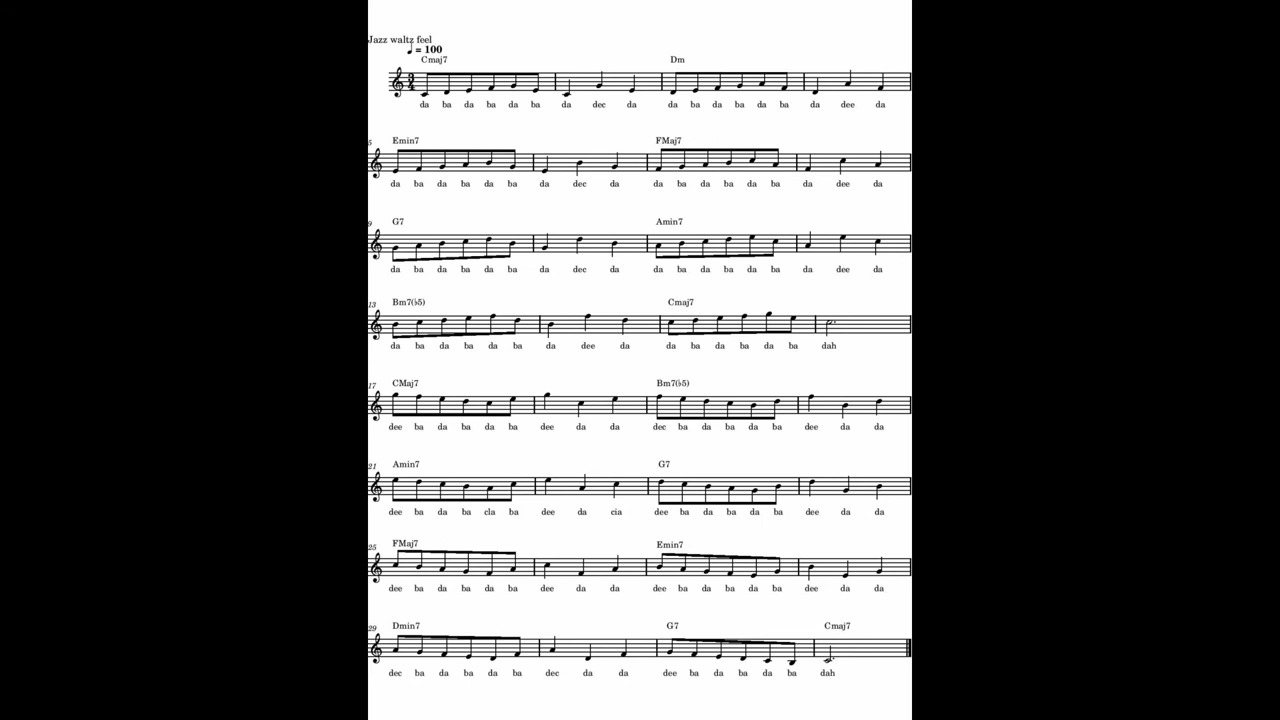 Jazz waltz feel
♩ = 100
Cmaj7 Dm
3
4
da ba da ba da ba da dec da da ba da ba da ba da dee da
5 Emin7 FMaj7
da ba da ba da ba da dec da da ba da ba da ba da dee da
9 G7 Amin7
da ba da ba da ba da dec da da ba da ba da ba da dee da
13 Bm7(♭5) Cmaj7
da ba da ba da ba da dee da da ba da ba da ba dah
17 CMaj7 Bm7(♭5)
dee ba da ba da ba dee da da dec ba da ba da ba dee da da
21 Amin7 G7
dee ba da ba cla ba dee da cia dee ba da ba da ba dee da da
25 FMaj7 Emin7
dee ba da ba da ba dee da da dee ba da ba da ba dee da da
29 Dmin7 G7 Cmaj7
dec ba da ba da ba dec da da dee ba da ba da ba dah